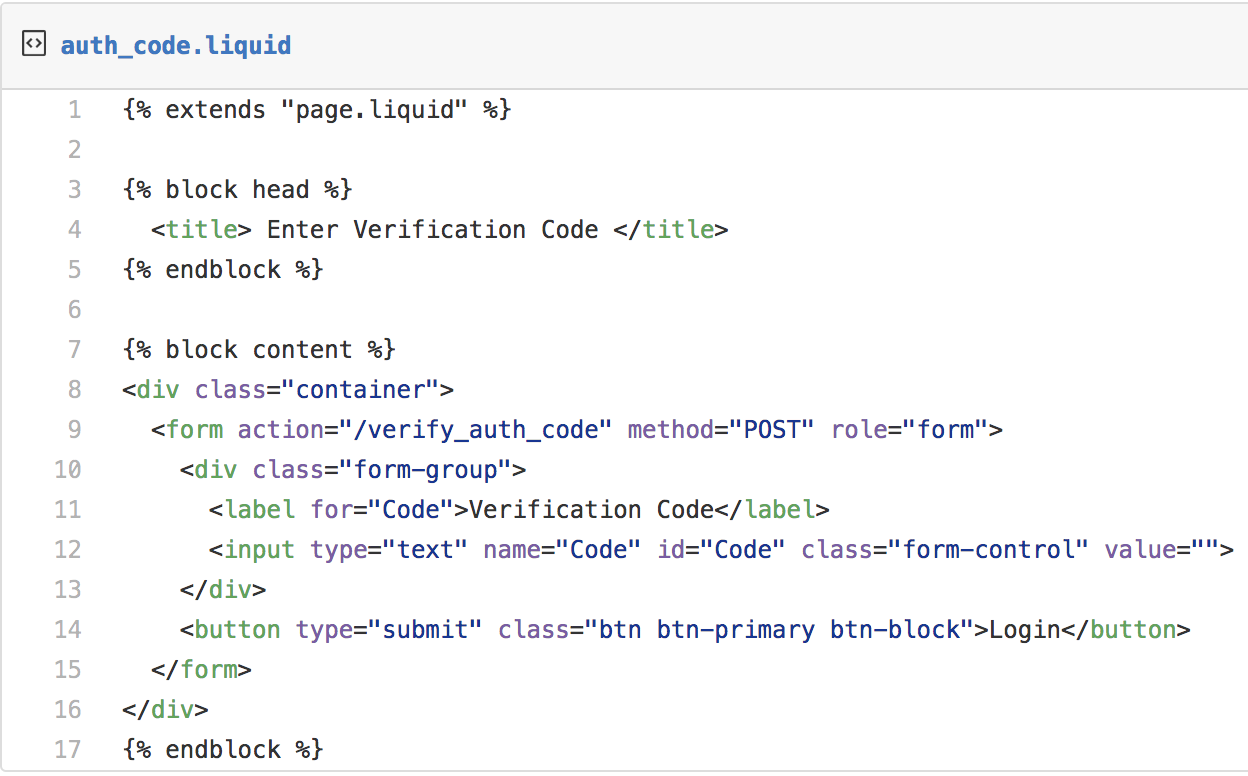 auth_code.liquid
1 {% extends "page.liquid" %}
2
3 {% block head %}
4   <title> Enter Verification Code </title>
5 {% endblock %}
6
7 {% block content %}
8 <div class="container">
9   <form action="/verify_auth_code" method="POST" role="form">
10     <div class="form-group">
11       <label for="Code">Verification Code</label>
12       <input type="text" name="Code" id="Code" class="form-control" value="">
13     </div>
14     <button type="submit" class="btn btn-primary btn-block">Login</button>
15   </form>
16 </div>
17 {% endblock %}